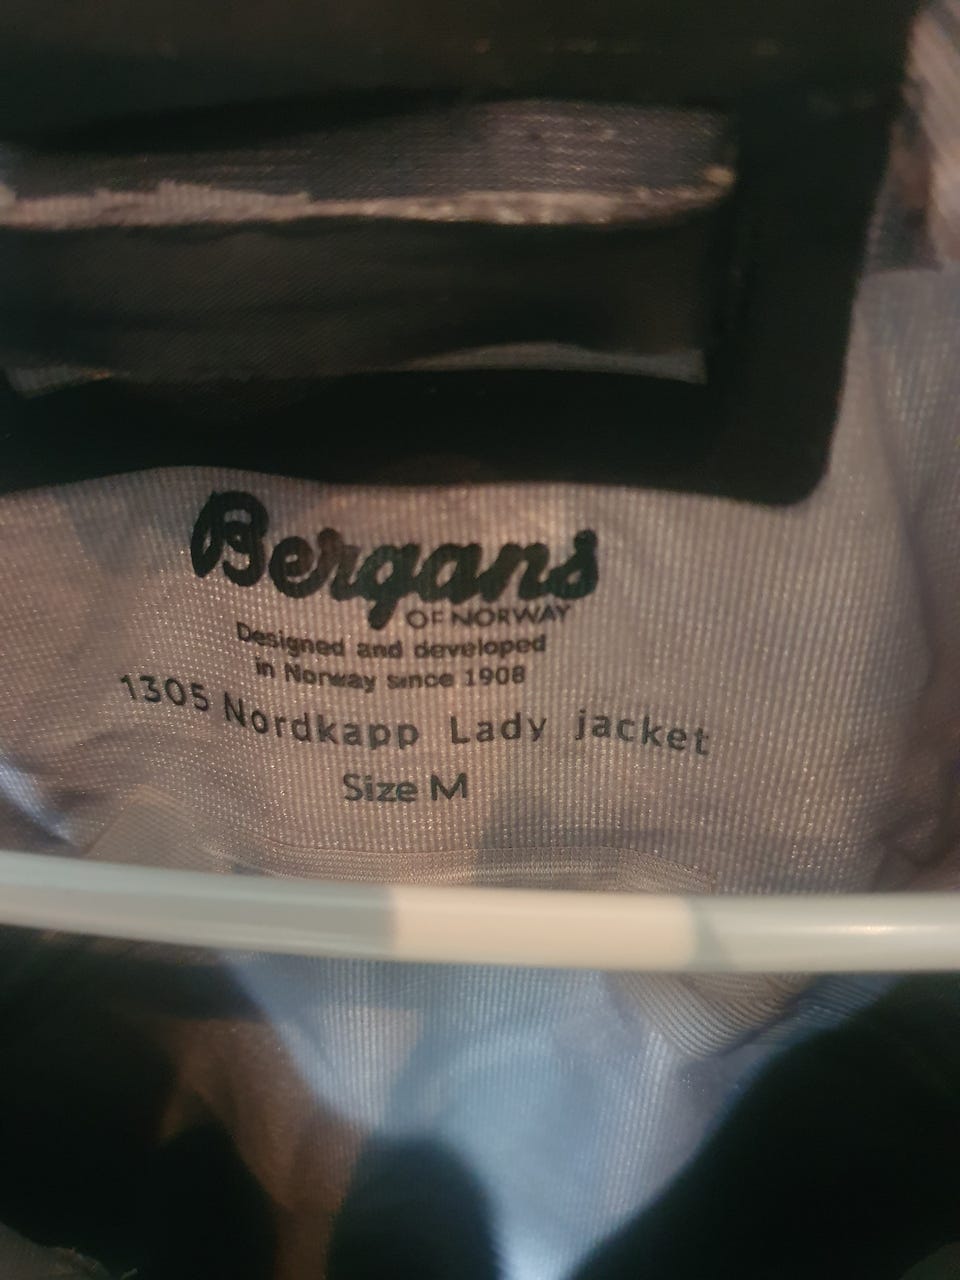 Bergans
OF NORWAY
Designed and developed
in Norway since 1908
1305 Nordkapp Lady jacket
Size M